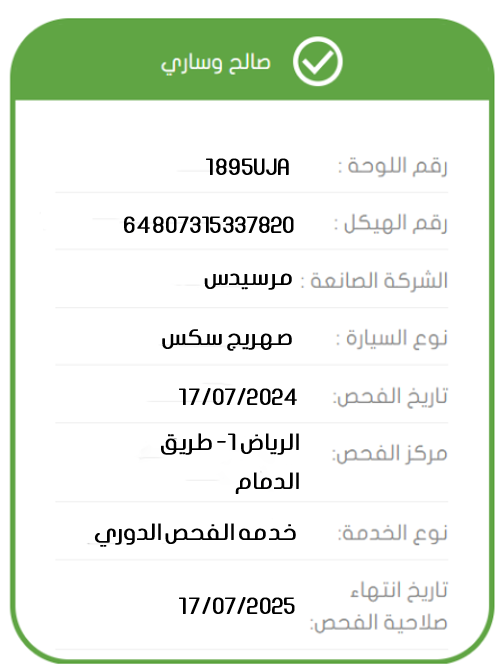 صالح وساري
رقم اللوحة : 1895UJA
رقم الهيكل : 64807315337820
الشركة الصانعة : مرسيدس
نوع السيارة : صهريج سكس
تاريخ الفحص: 17/07/2024
مركز الفحص: الرياض 1- طريق
الدمام
نوع الخدمة: خدمه الفحص الدوري
تاريخ انتهاء
صلاحية الفحص: 17/07/2025